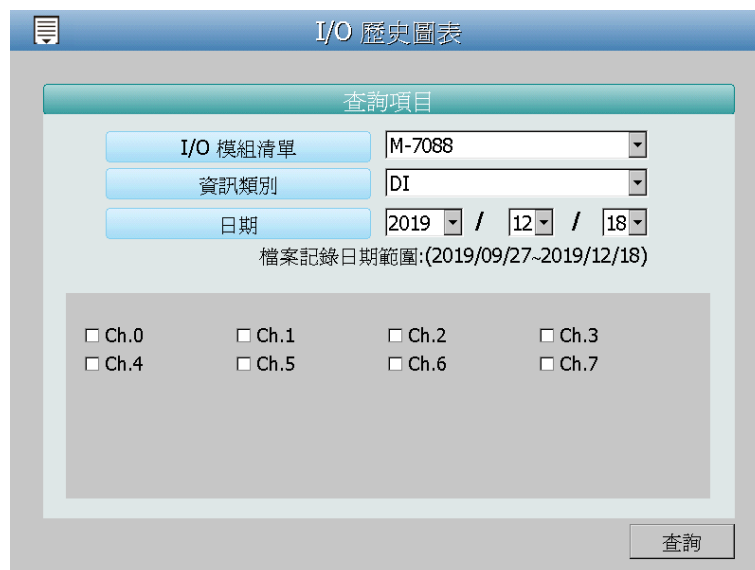 I/O 歷史圖表
查詢項目
I/O 模組清單 M-7088
資訊類別 DI
日期 2019 / 12 / 18
檔案記錄日期範圍:(2019/09/27~2019/12/18)
Ch.0 Ch.1 Ch.2 Ch.3
Ch.4 Ch.5 Ch.6 Ch.7
查詢